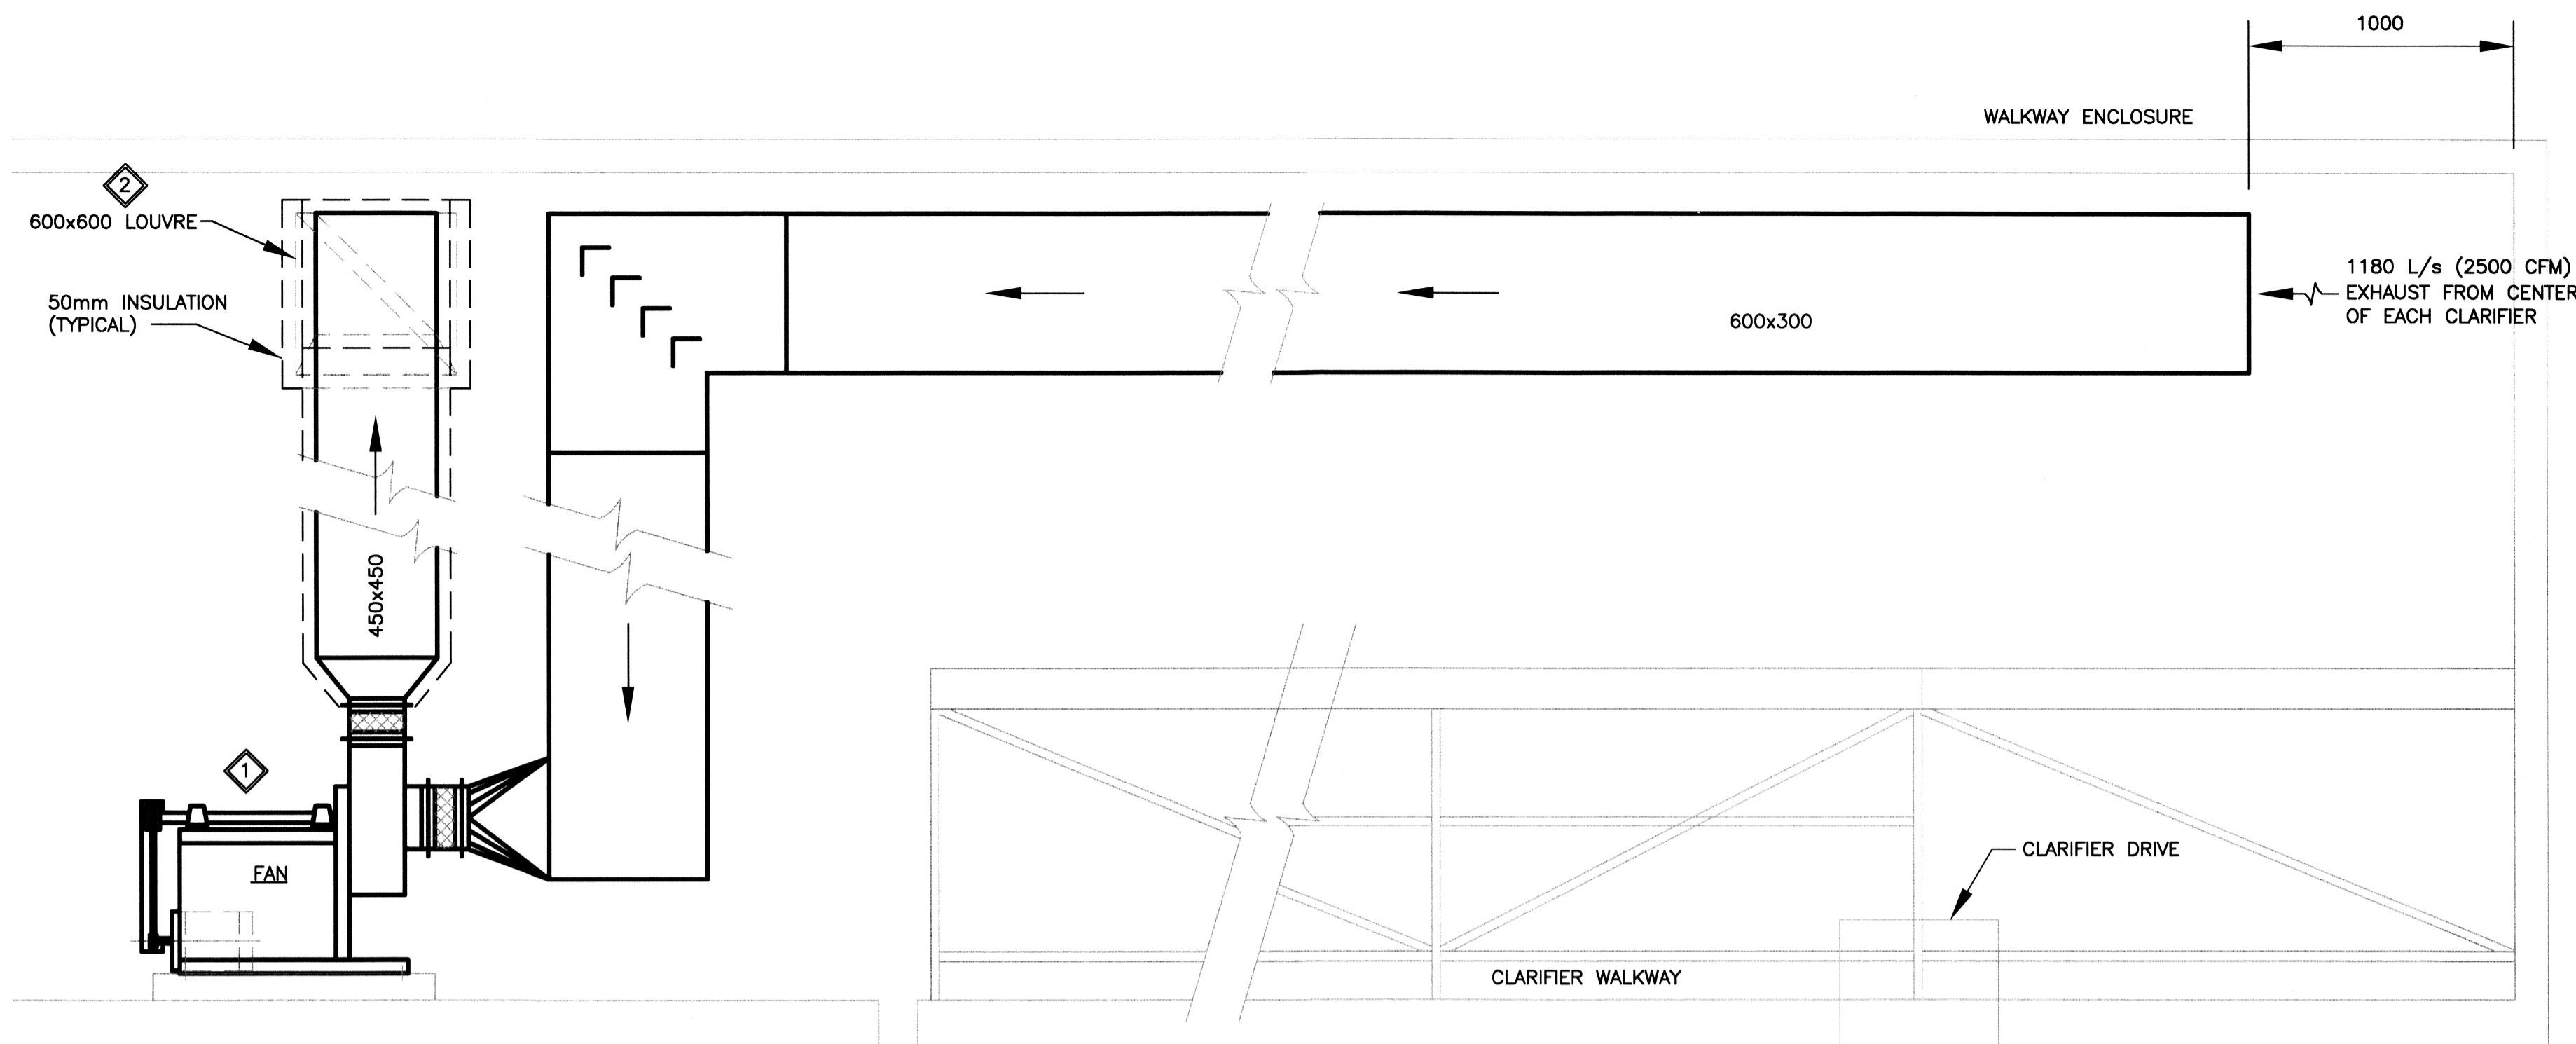 1000
WALKWAY ENCLOSURE
2
600x600 LOUVRE
50mm INSULATION
(TYPICAL)
1180 L/s (2500 CFM)
EXHAUST FROM CENTER
OF EACH CLARIFIER
600x300
450x450
1
FAN
CLARIFIER DRIVE
CLARIFIER WALKWAY